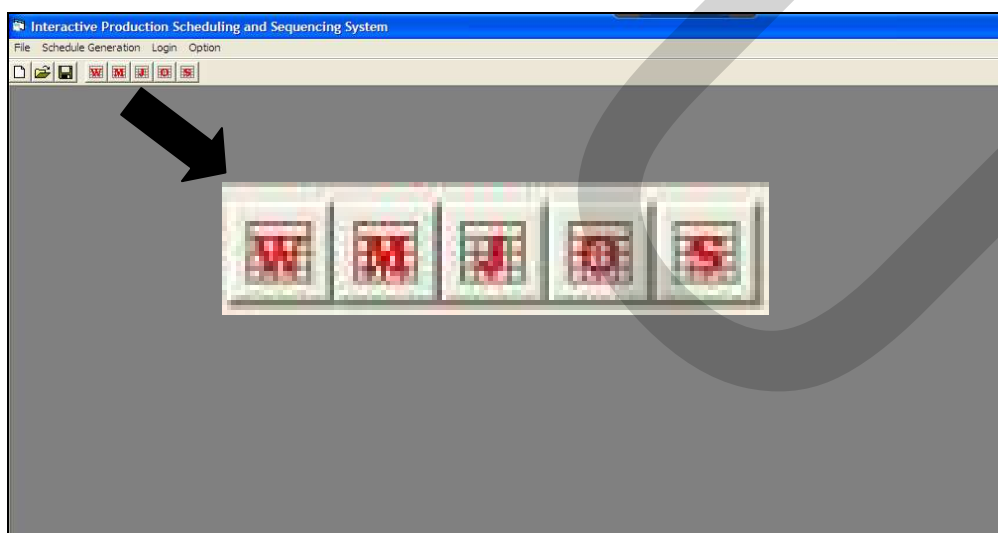 Interactive Production Scheduling and Sequencing System
File Schedule Generation Login Option
W M J O S
W M J O S